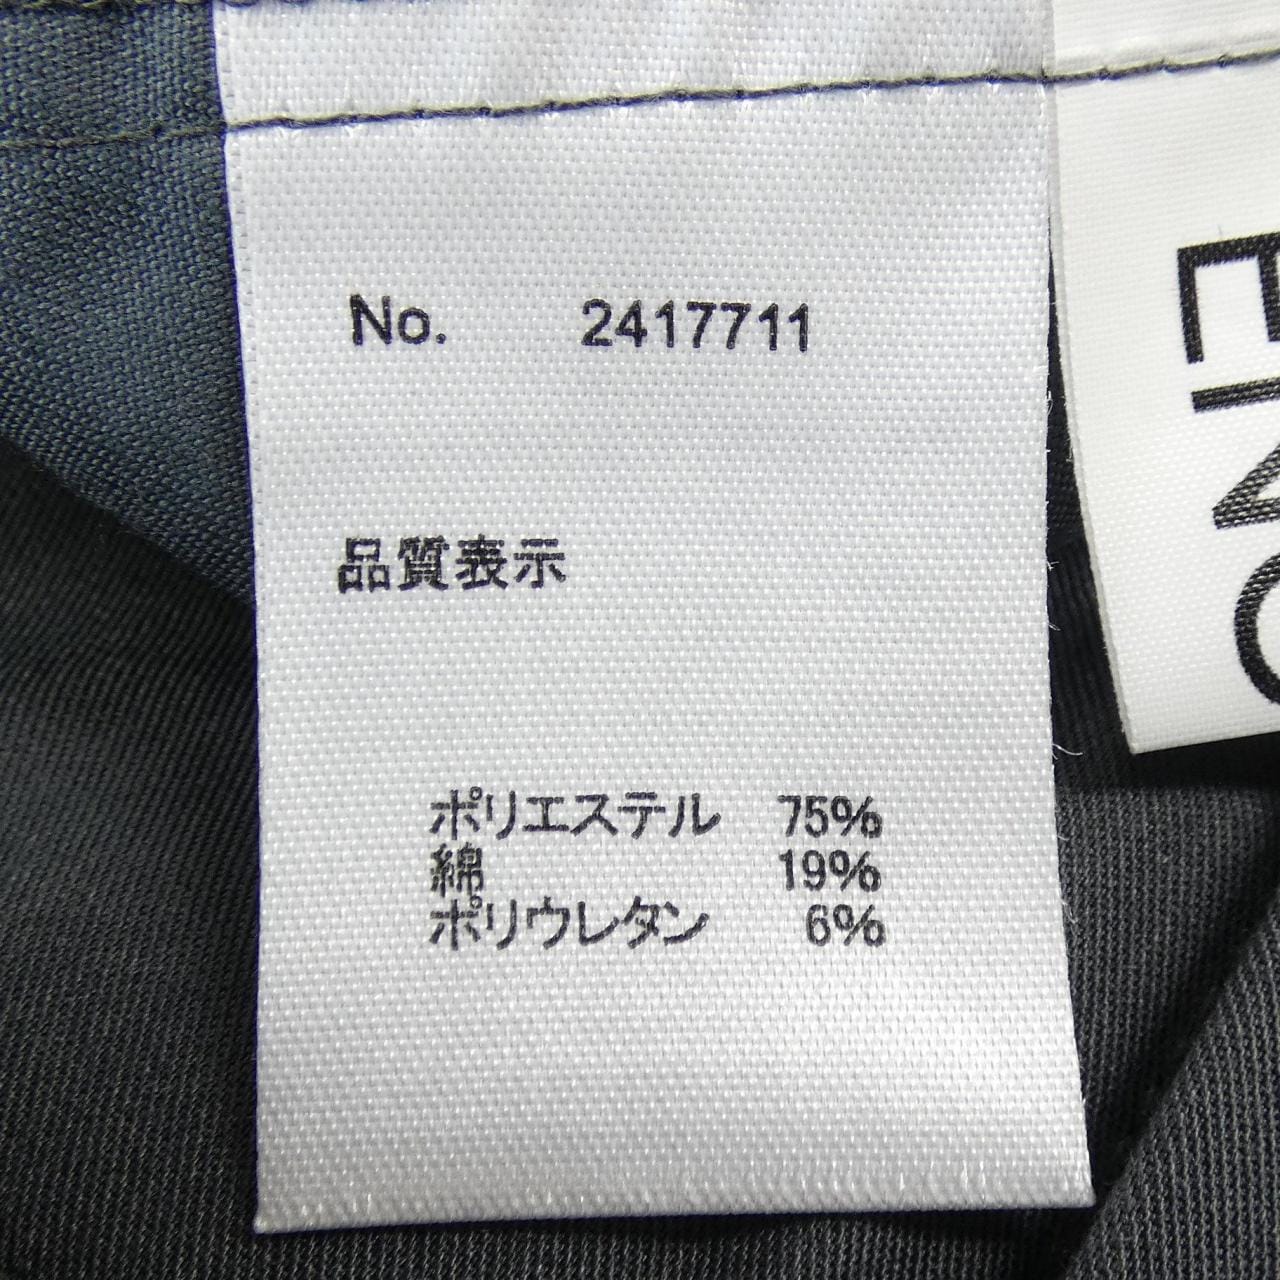 No. 2417711
品質表示
ポリエステル 75%
綿 19%
ポリウレタン 6%